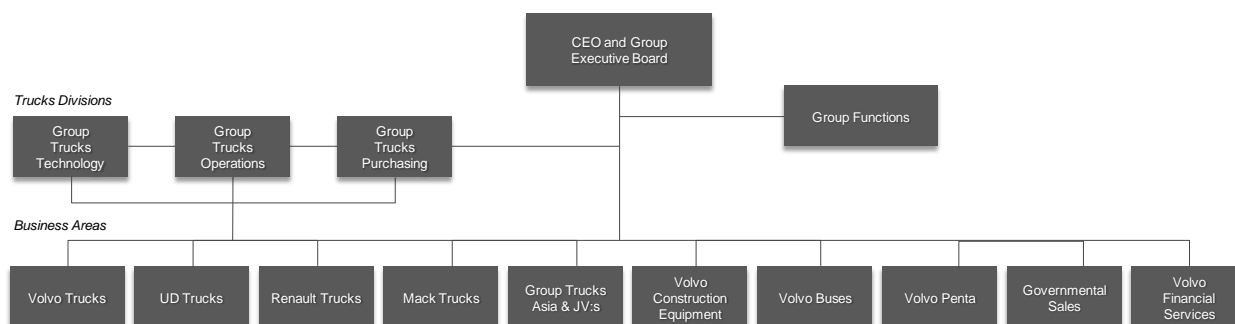 CEO and Group
Executive Board
Trucks Divisions
Group Functions
Group
Trucks
Technology
Group
Trucks
Operations
Group
Trucks
Purchasing
Business Areas
Volvo Trucks
UD Trucks
Renault Trucks
Mack Trucks
Group Trucks
Asia & JV:s
Volvo
Construction
Equipment
Volvo Buses
Volvo Penta
Governmental
Sales
Volvo
Financial
Services